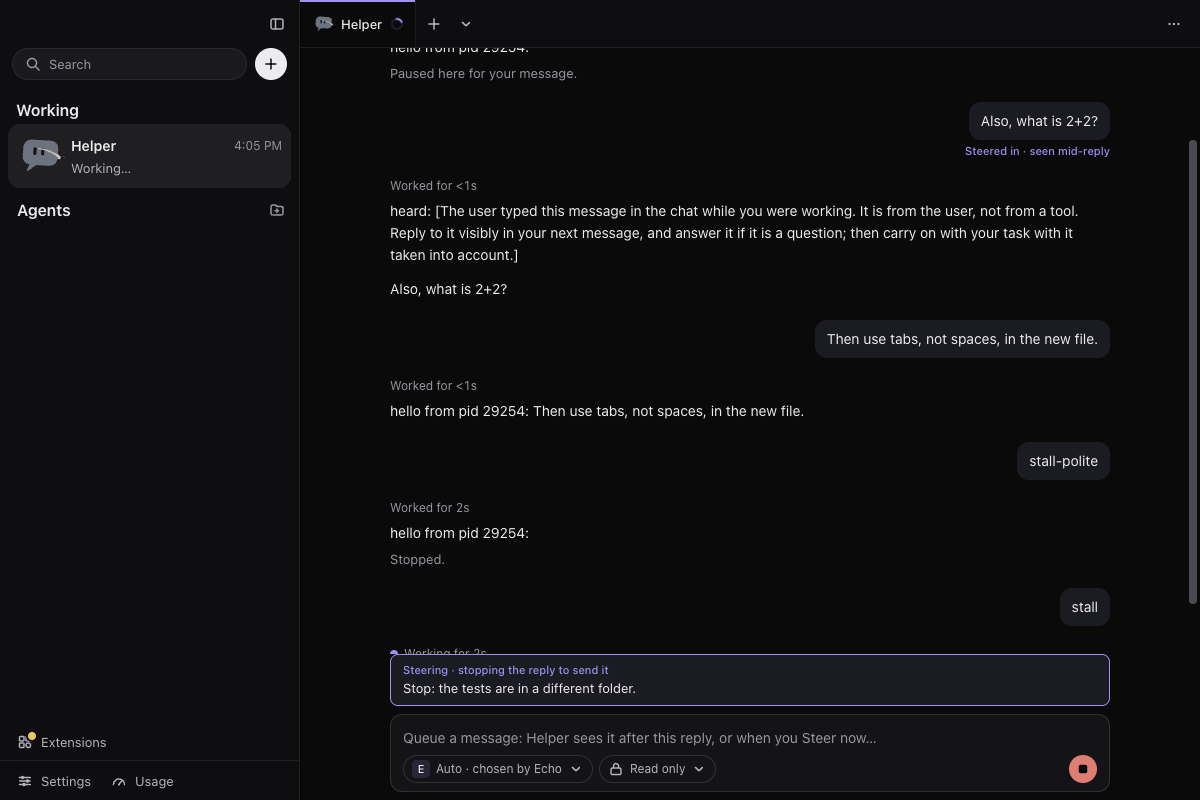 Helper
Search
Working
Helper
4:05 PM
Working...
Agents
Extensions
Settings
Usage
hello from pid 29254:
Paused here for your message.
Also, what is 2+2?
Steered in · seen mid-reply
Worked for <1s
heard: [The user typed this message in the chat while you were working. It is from the user, not from a tool.
Reply to it visibly in your next message, and answer it if it is a question; then carry on with your task with it
taken into account.]
Also, what is 2+2?
Then use tabs, not spaces, in the new file.
Worked for <1s
hello from pid 29254: Then use tabs, not spaces, in the new file.
stall-polite
Worked for 2s
hello from pid 29254:
Stopped.
stall
Working for 2s
Steering · stopping the reply to send it
Stop: the tests are in a different folder.
Queue a message: Helper sees it after this reply, or when you Steer now...
E Auto · chosen by Echo
Read only